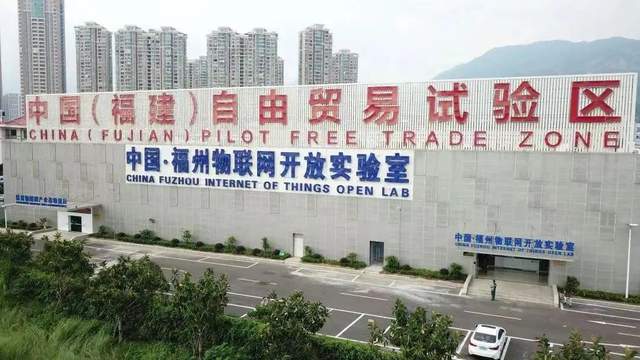 中国（福建）自由贸易试验区
CHINA ( FUJIAN ) PILOT FREE TRADE ZONE
中国·福州物联网开放实验室
CHINA FUZHOU INTERNET OF THINGS OPEN LAB
中国·福州物联网开放实验室
CHINA FUZHOU INTERNET OF THINGS OPEN LAB